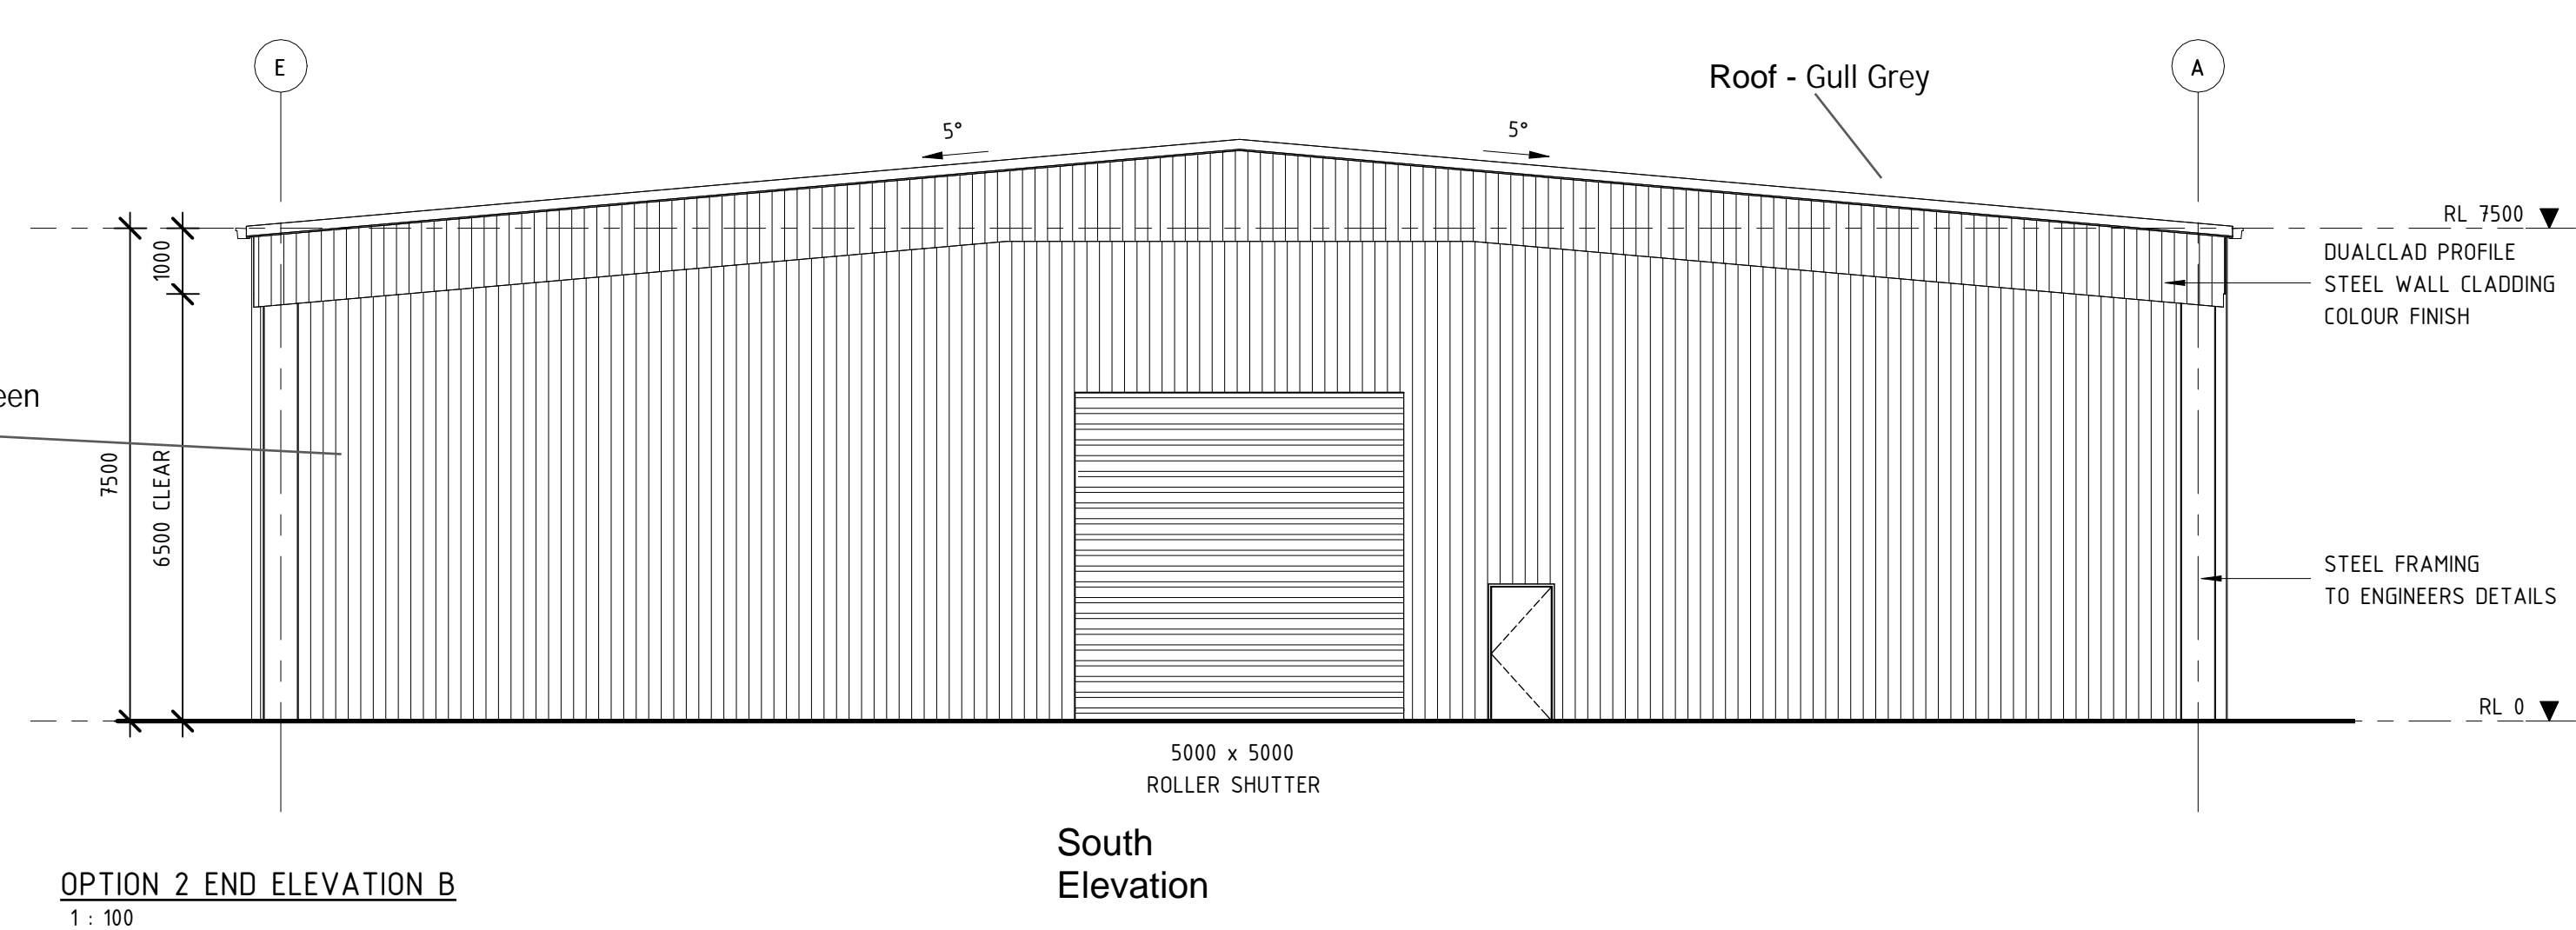 E
A
Roof - Gull Grey
5°
5°
RL 7500
1000
DUALCLAD PROFILE
STEEL WALL CLADDING
COLOUR FINISH
een
7500
6500 CLEAR
STEEL FRAMING
TO ENGINEERS DETAILS
RL 0
5000 x 5000
ROLLER SHUTTER
South
Elevation
OPTION 2 END ELEVATION B
1 : 100